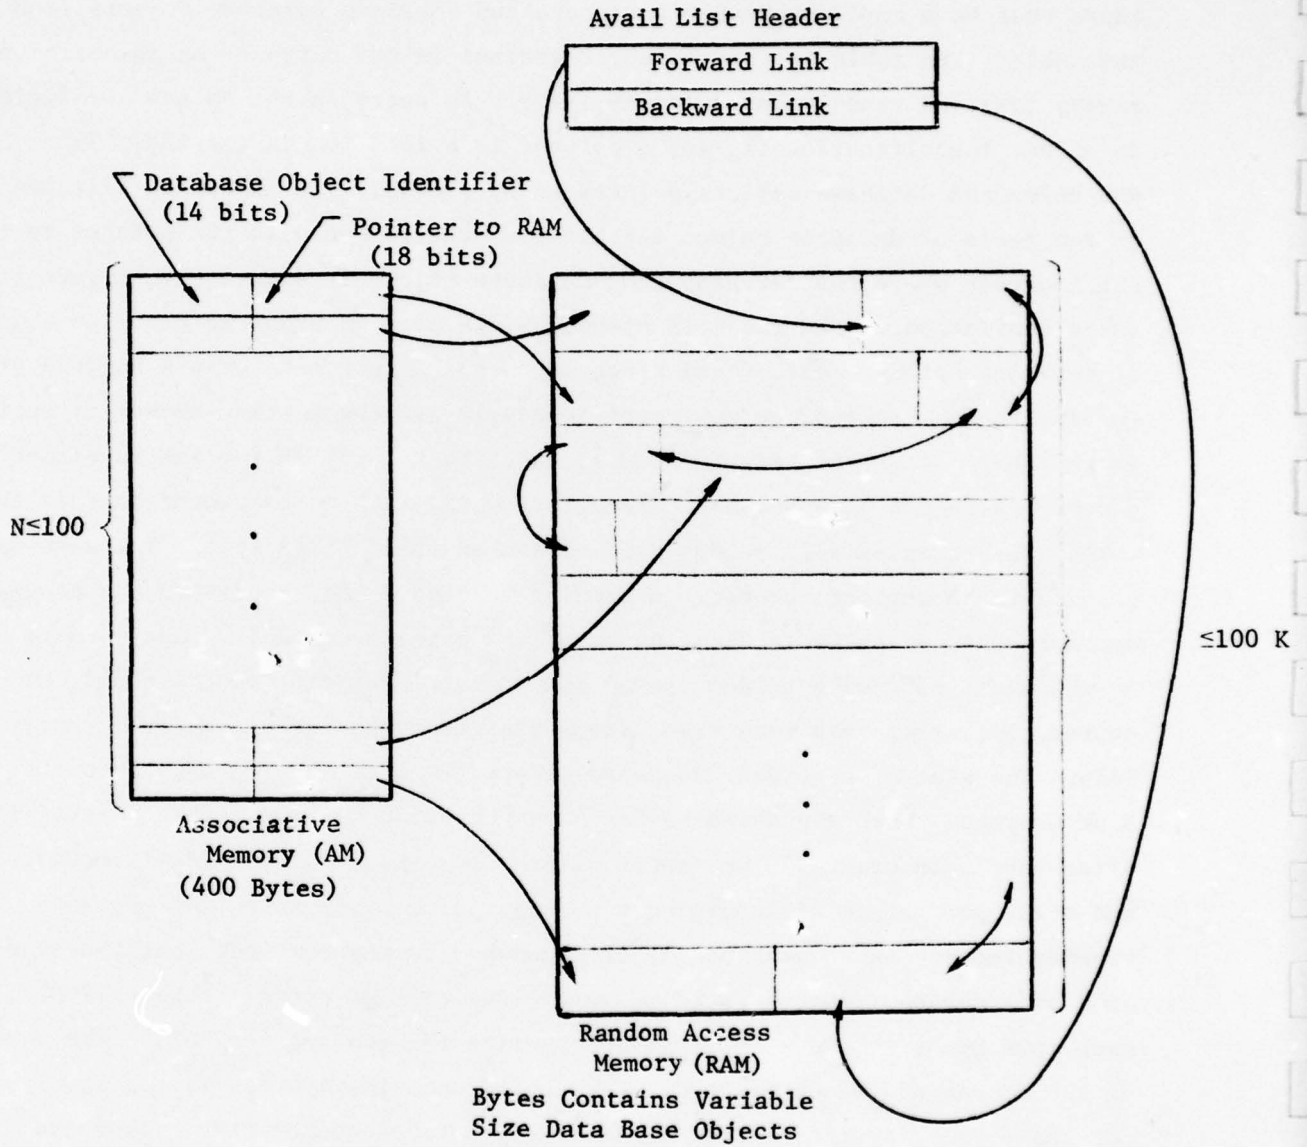 Avail List Header
Forward Link
Backward Link
Database Object Identifier
(14 bits)
Pointer to RAM
(18 bits)
N≤100
≤100 K
Associative
Memory (AM)
(400 Bytes)
Random Access
Memory (RAM)
Bytes Contains Variable
Size Data Base Objects